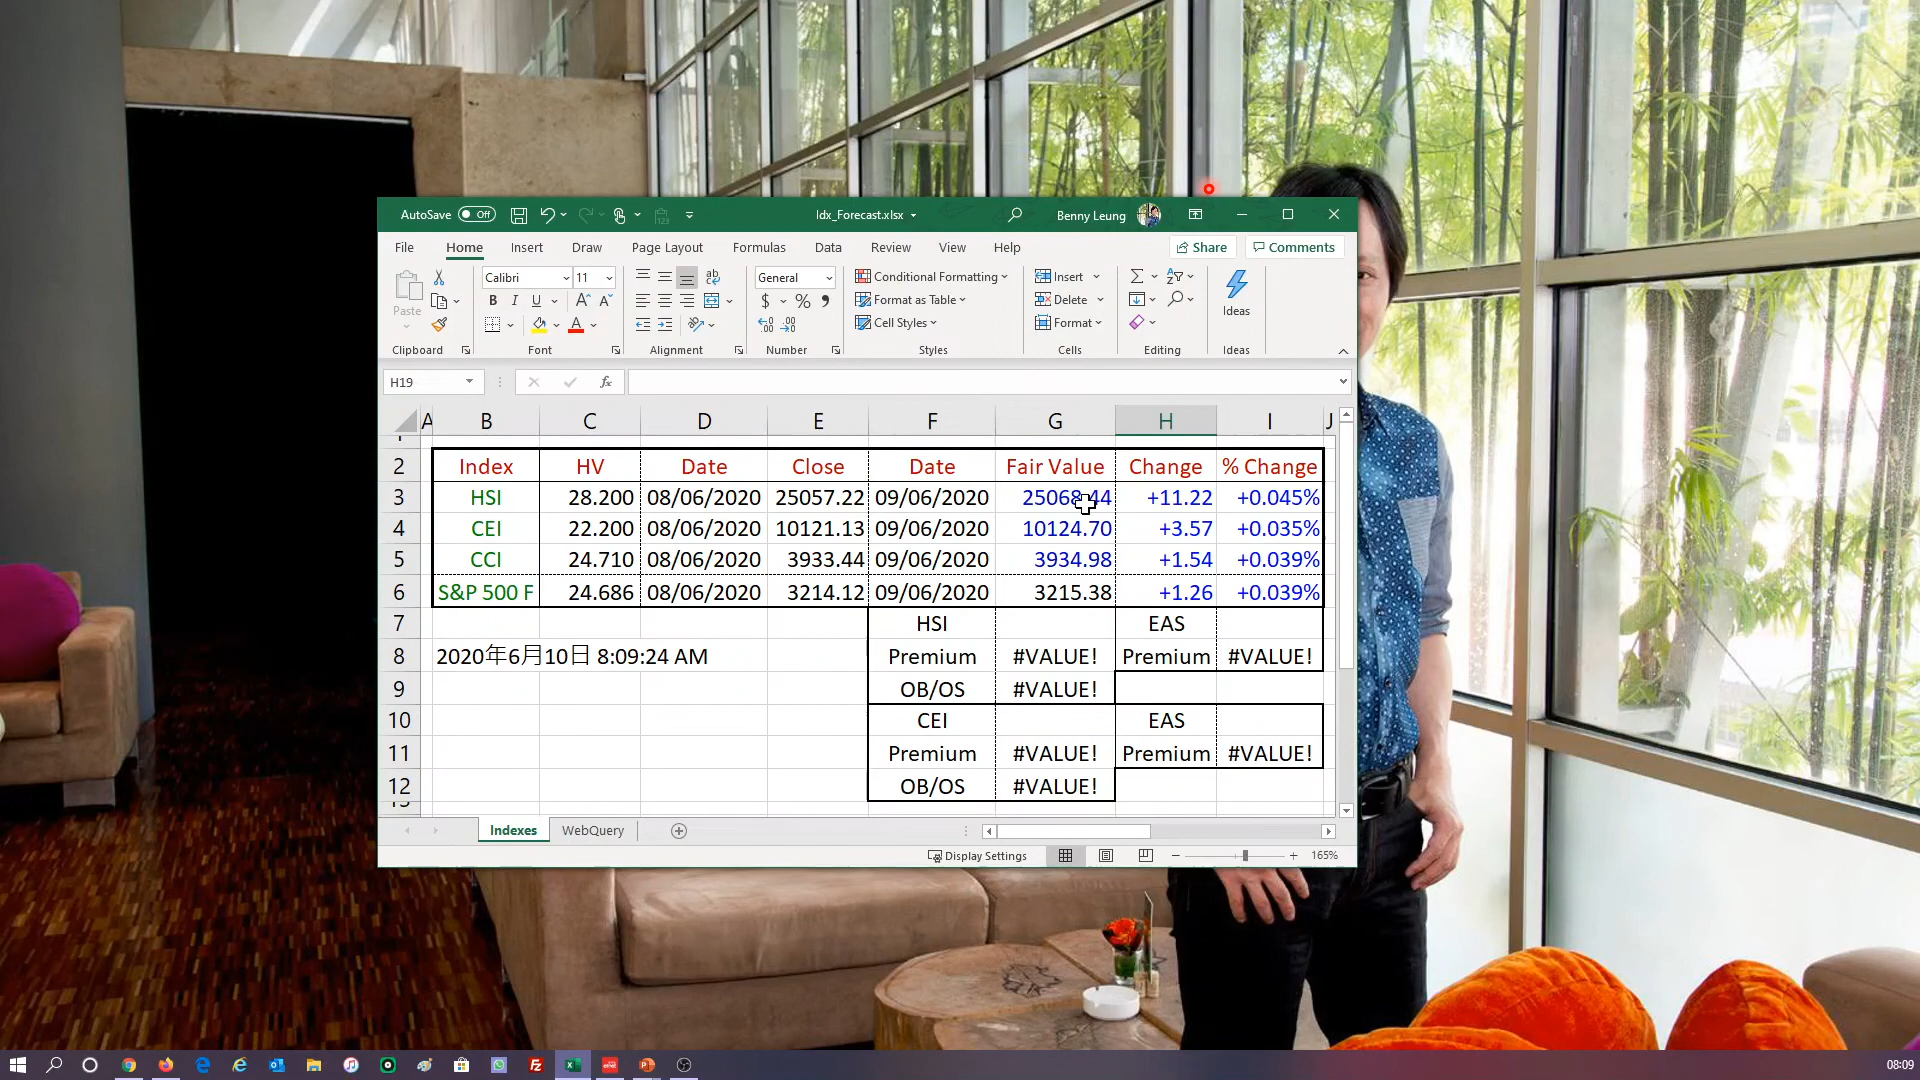 AutoSave Off Idx_Forecast.xlsx Benny Leung
File Home Insert Draw Page Layout Formulas Data Review View Help Share Comments
Paste Calibri 11 B I U A A A ab General $ % Conditional Formatting Format as Table Cell Styles Insert Delete Format Ideas
Clipboard Font Alignment Number Styles Cells Editing Ideas
H19 fx
A B C D E F G H I J
2 Index HV Date Close Date Fair Value Change % Change
3 HSI 28.200 08/06/2020 25057.22 09/06/2020 25068.44 +11.22 +0.045%
4 CEI 22.200 08/06/2020 10121.13 09/06/2020 10124.70 +3.57 +0.035%
5 CCI 24.710 08/06/2020 3933.44 09/06/2020 3934.98 +1.54 +0.039%
6 S&P 500 F 24.686 08/06/2020 3214.12 09/06/2020 3215.38 +1.26 +0.039%
7 HSI EAS
8 2020年6月10日 8:09:24 AM Premium #VALUE! Premium #VALUE!
9 OB/OS #VALUE!
10 CEI EAS
11 Premium #VALUE! Premium #VALUE!
12 OB/OS #VALUE!
Indexes WebQuery
Display Settings 165%
08:09